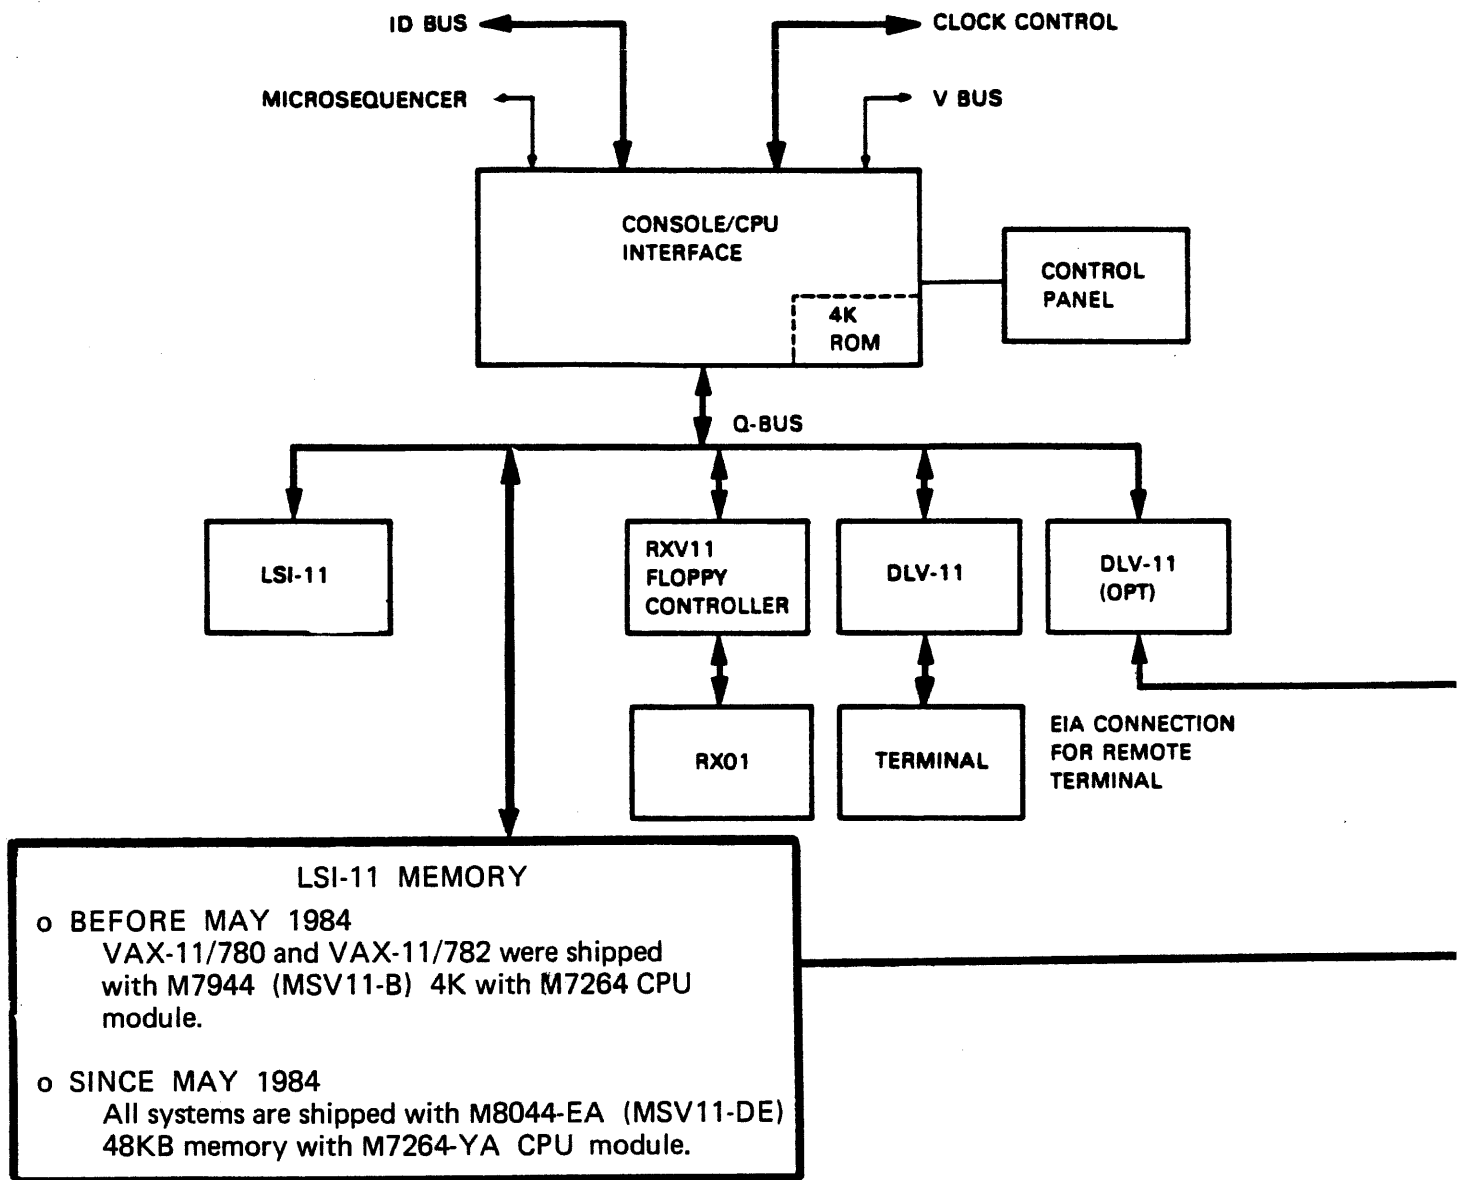 ID BUS
CLOCK CONTROL
MICROSEQUENCER
V BUS
CONSOLE/CPU
INTERFACE
4K
ROM
CONTROL
PANEL
Q-BUS
LSI-11
RXV11
FLOPPY
CONTROLLER
DLV-11
DLV-11
(OPT)
RX01
TERMINAL
EIA CONNECTION
FOR REMOTE
TERMINAL
LSI-11 MEMORY
o BEFORE MAY 1984
VAX-11/780 and VAX-11/782 were shipped
with M7944 (MSV11-B) 4K with M7264 CPU
module.
o SINCE MAY 1984
All systems are shipped with M8044-EA (MSV11-DE)
48KB memory with M7264-YA CPU module.